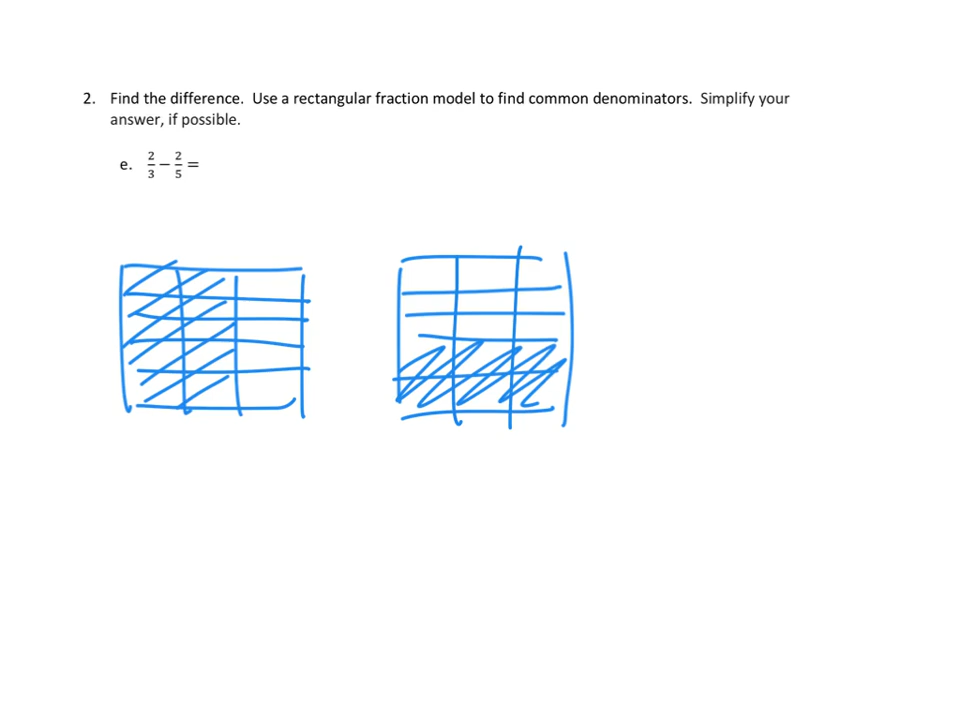 2. Find the difference. Use a rectangular fraction model to find common denominators. Simplify your
answer, if possible.
e. 2/3 − 2/5 =